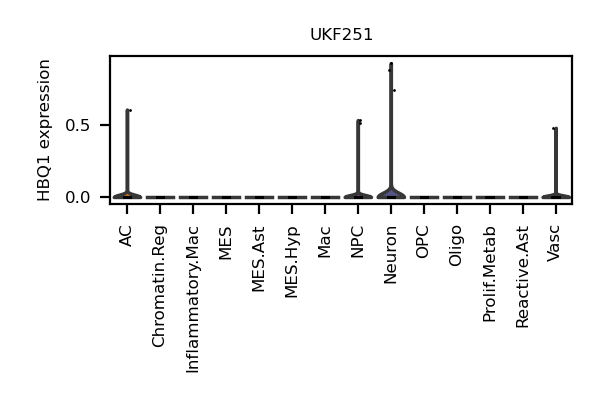 UKF251
HBQ1 expression
0.5
0.0
AC
Chromatin.Reg
Inflammatory.Mac
MES
MES.Ast
MES.Hyp
Mac
NPC
Neuron
OPC
Oligo
Prolif.Metab
Reactive.Ast
Vasc